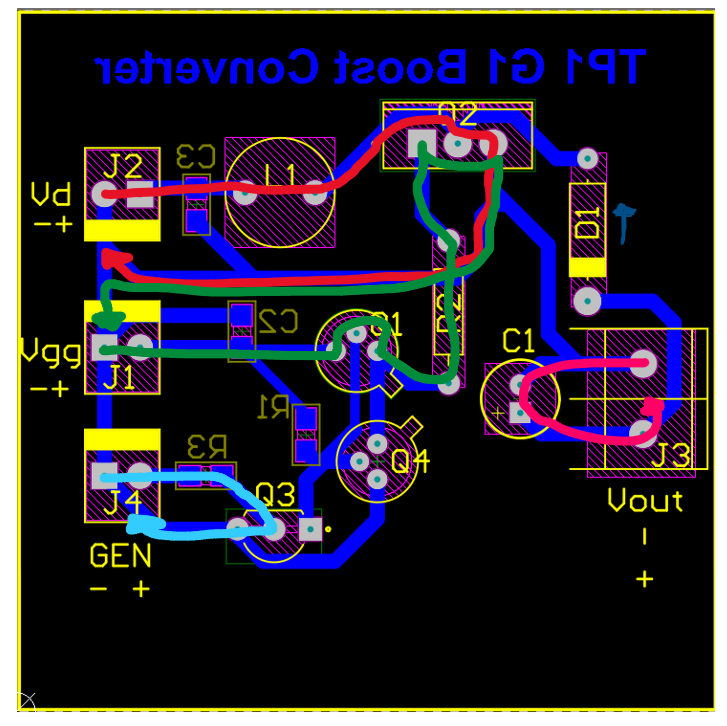 TP1 G1 Boost Converter
Q2
J2
C3
L1
Vd
-+
D1
R2
C2
Q1
C1
Vgg
J1
-+
R1
R3
Q4
J3
J4
Q3
Vout
-
+
GEN
- +
+